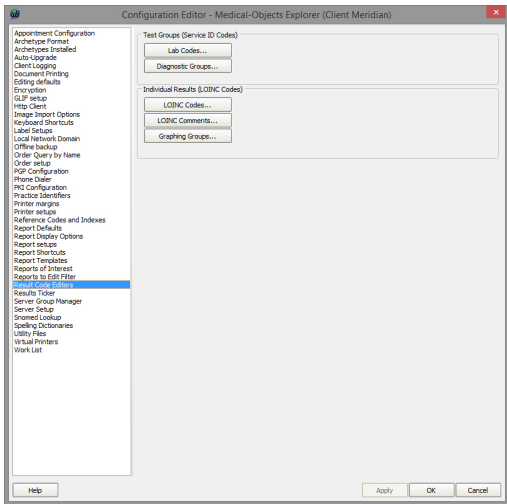 Configuration Editor - Medical-Objects Explorer (Client Meridian)
Appointment Configuration
Archetype Format
Archetypes Installed
Auto-Upgrade
Client Logging
Document Printing
Editing defaults
Encryption
GLIF setup
Http Client
Image Import Options
Keyboard Shortcuts
Label Setups
Local Network Domain
Offline backup
Order Query by Name
Order setup
PGP Configuration
Phone Dialer
PKI Configuration
Practice Identifiers
Printer margins
Printer setups
Reference Codes and Indexes
Report Defaults
Report Display Options
Report setups
Report Shortcuts
Report Templates
Reports of Interest
Reports to Edit Filter
Result Code Editors
Results Ticker
Server Group Manager
Server Setup
Snomed Lookup
Spelling Dictionaries
Utility Files
Virtual Printers
Work List
Test Groups (Service ID Codes)
Lab Codes...
Diagnostic Groups...
Individual Results (LOINC Codes)
LOINC Codes...
LOINC Comments...
Graphing Groups...
Help
Apply
OK
Cancel